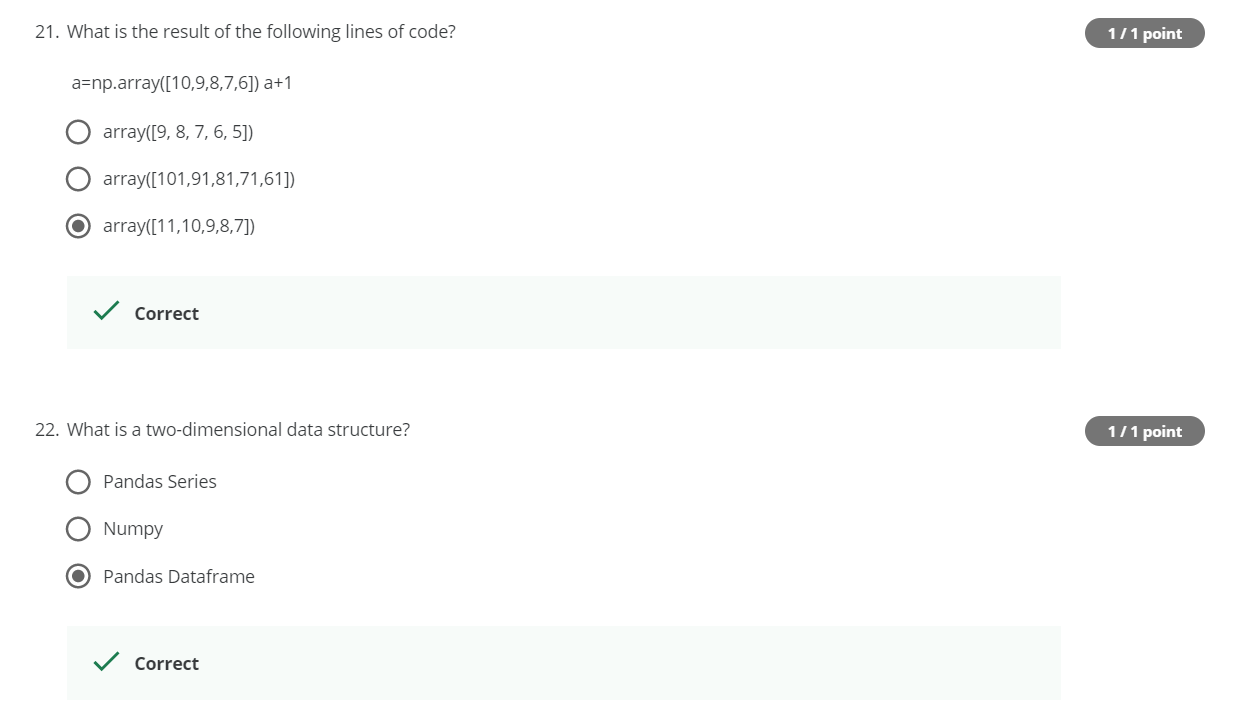 21. What is the result of the following lines of code?
1 / 1 point
a=np.array([10,9,8,7,6]) a+1
array([9, 8, 7, 6, 5])
array([101,91,81,71,61])
array([11,10,9,8,7])
Correct
22. What is a two-dimensional data structure?
1 / 1 point
Pandas Series
Numpy
Pandas Dataframe
Correct